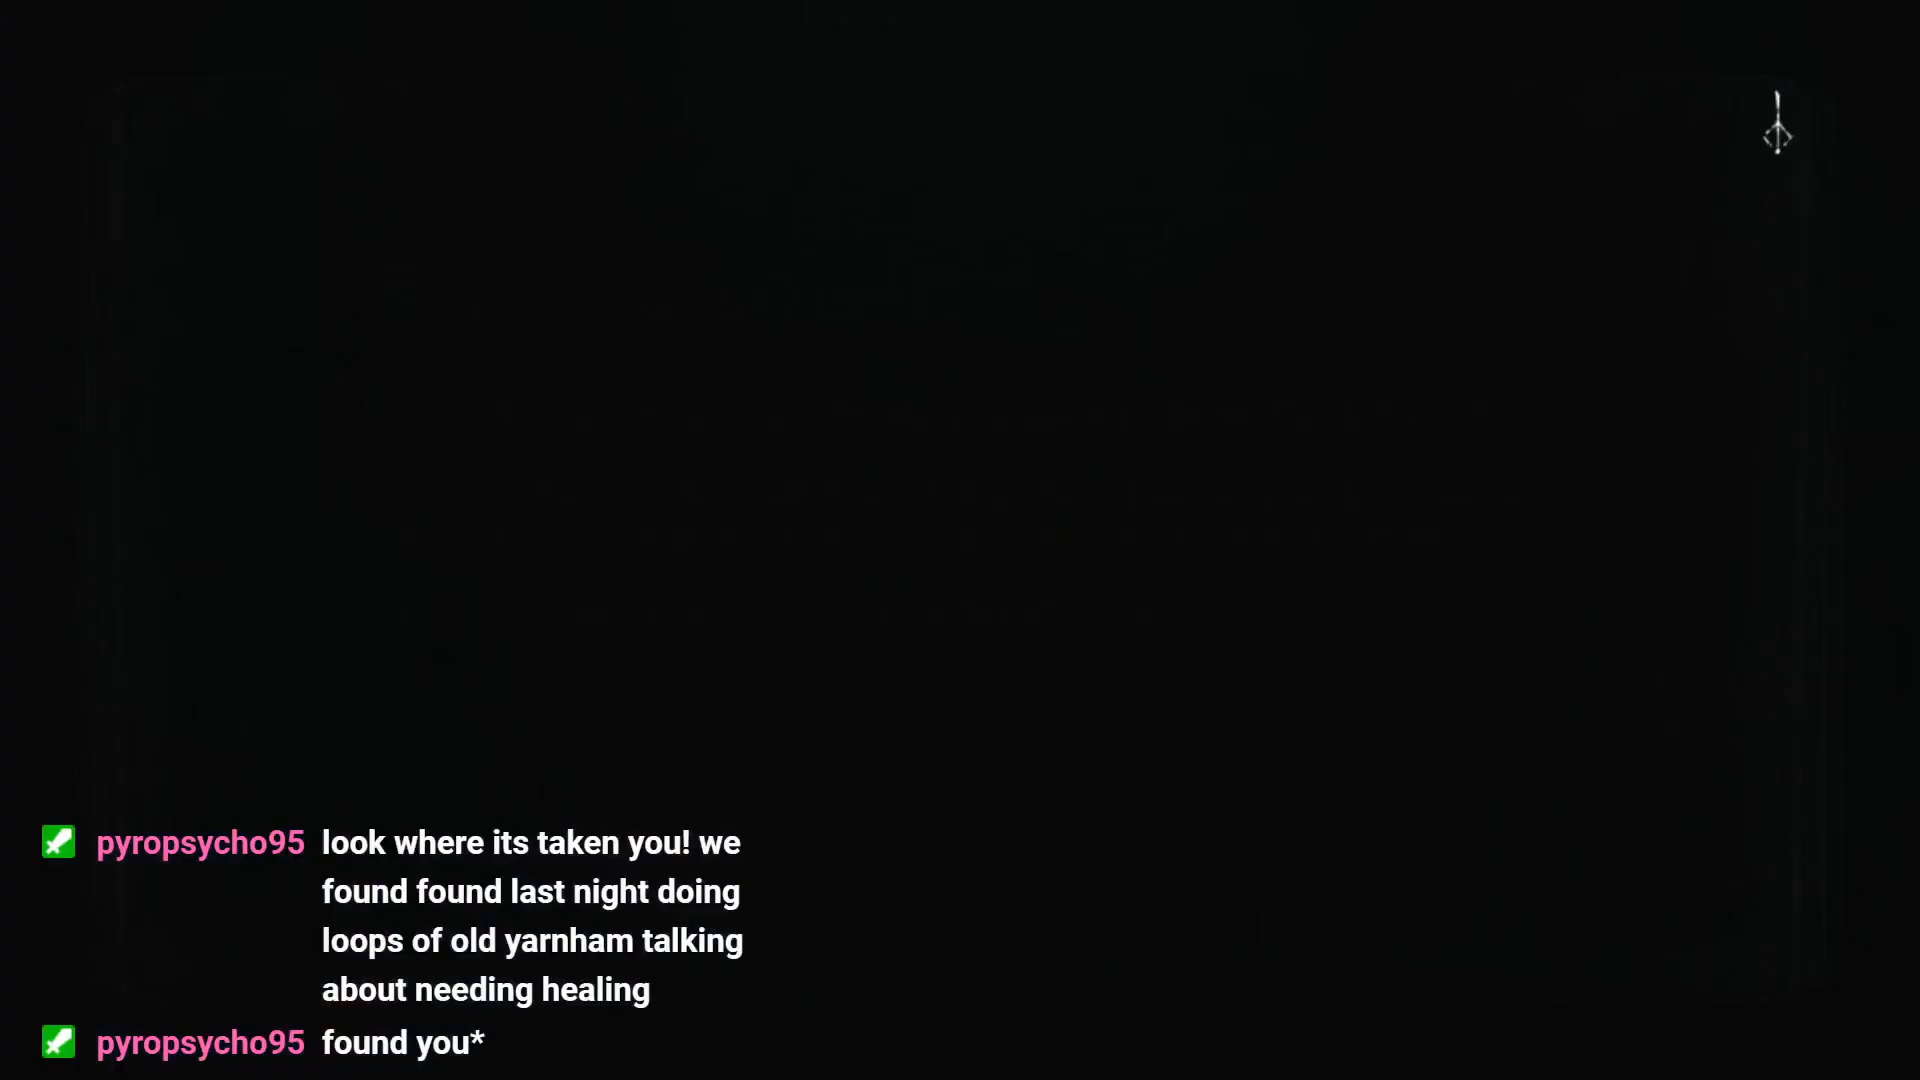 pyropsycho95 look where its taken you! we
found found last night doing
loops of old yarnham talking
about needing healing
pyropsycho95 found you*